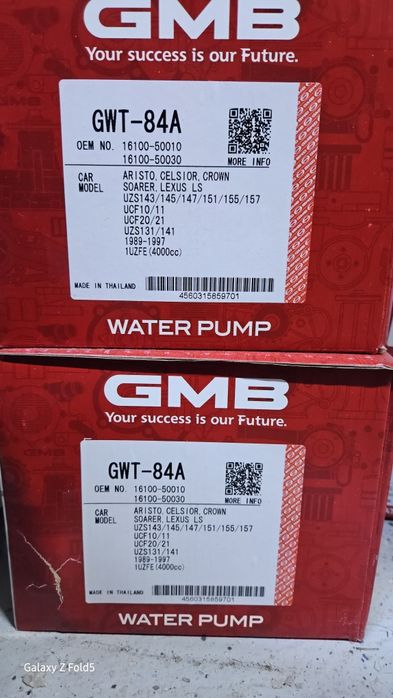 GMB
Your success is our Future.
GWT-84A
OEM NO. 16100-50010
16100-50030
MORE INFO
CAR MODEL ARISTO, CELSIOR, CROWN
SOARER, LEXUS LS
UZS143/145/147/151/155/157
UCF10/11
UCF20/21
UZS131/141
1989-1997
1UZFE(4000cc)
MADE IN THAILAND
4560315859701
WATER PUMP
GMB
Your success is our Future.
GWT-84A
OEM NO. 16100-50010
16100-50030
MORE INFO
CAR MODEL ARISTO, CELSIOR, CROWN
SOARER, LEXUS LS
UZS143/145/147/151/155/157
UCF10/11
UCF20/21
UZS131/141
1989-1997
1UZFE(4000cc)
MADE IN THAILAND
4560315859701
WATER PUMP
Galaxy Z Fold5